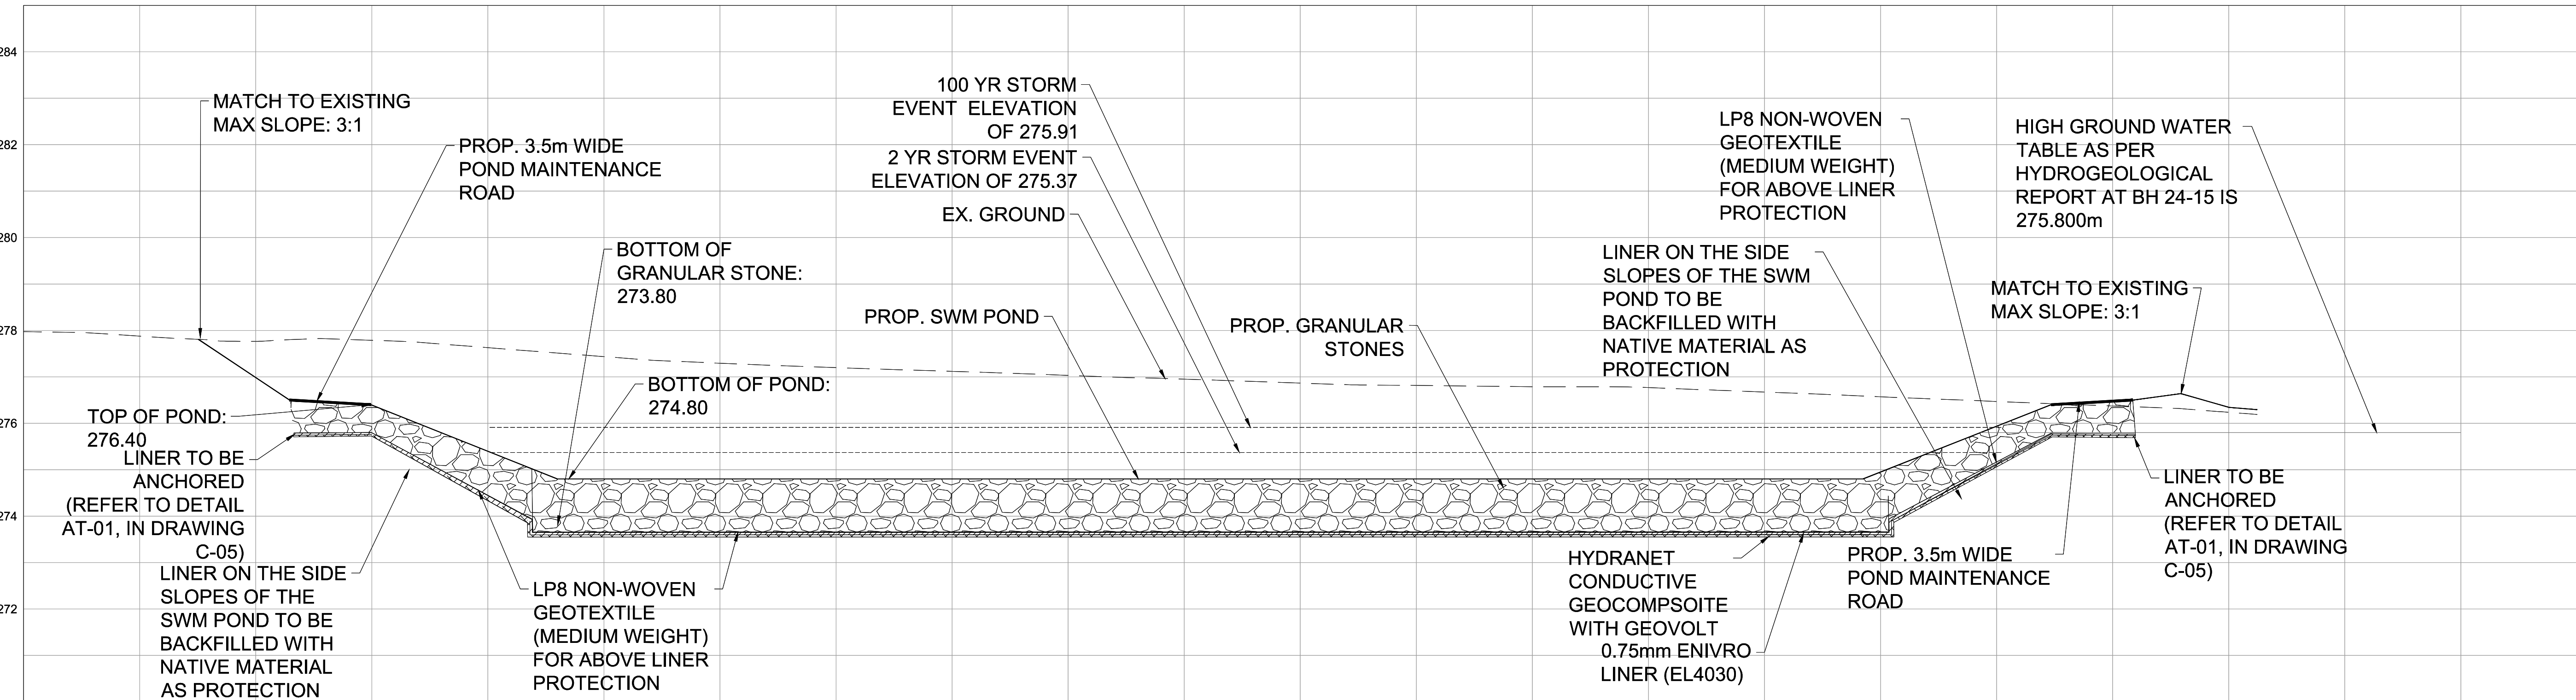 284
282
280
278
276
274
272
MATCH TO EXISTING
MAX SLOPE: 3:1
PROP. 3.5m WIDE
POND MAINTENANCE
ROAD
TOP OF POND:
276.40
LINER TO BE
ANCHORED
(REFER TO DETAIL
AT-01, IN DRAWING
C-05)
LINER ON THE SIDE
SLOPES OF THE
SWM POND TO BE
BACKFILLED WITH
NATIVE MATERIAL
AS PROTECTION
BOTTOM OF
GRANULAR STONE:
273.80
BOTTOM OF POND:
274.80
LP8 NON-WOVEN
GEOTEXTILE
(MEDIUM WEIGHT)
FOR ABOVE LINER
PROTECTION
100 YR STORM
EVENT ELEVATION
OF 275.91
2 YR STORM EVENT
ELEVATION OF 275.37
EX. GROUND
PROP. SWM POND
PROP. GRANULAR
STONES
LP8 NON-WOVEN
GEOTEXTILE
(MEDIUM WEIGHT)
FOR ABOVE LINER
PROTECTION
LINER ON THE SIDE
SLOPES OF THE SWM
POND TO BE
BACKFILLED WITH
NATIVE MATERIAL AS
PROTECTION
HIGH GROUND WATER
TABLE AS PER
HYDROGEOLOGICAL
REPORT AT BH 24-15 IS
275.800m
MATCH TO EXISTING
MAX SLOPE: 3:1
HYDRANET
CONDUCTIVE
GEOCOMPSOITE
WITH GEOVOLT
0.75mm ENIVRO
LINER (EL4030)
PROP. 3.5m WIDE
POND MAINTENANCE
ROAD
LINER TO BE
ANCHORED
(REFER TO DETAIL
AT-01, IN DRAWING
C-05)